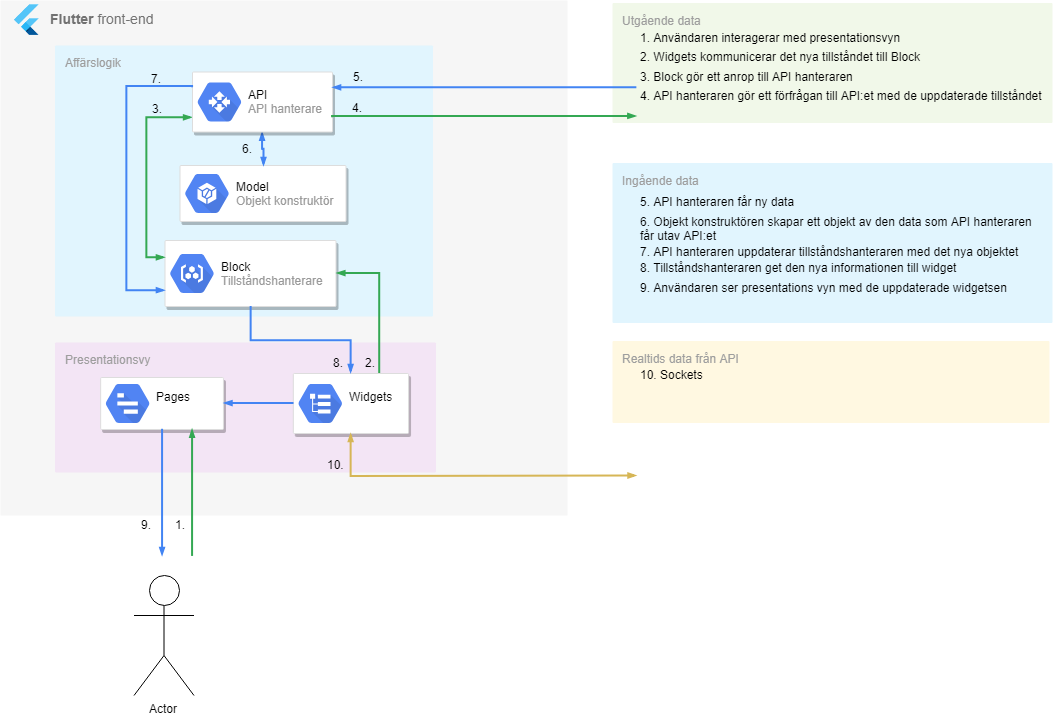 Flutter front-end
Affärslogik
7.
5.
API
API hanterare
3.
4.
6.
Model
Objekt konstruktör
Block
Tillståndshanterare
Presentationsvy
8.
2.
Pages
Widgets
10.
9.
1.
Actor
Utgående data
1. Användaren interagerar med presentationsvyn
2. Widgets kommunicerar det nya tillståndet till Block
3. Block gör ett anrop till API hanteraren
4. API hanteraren gör ett förfrågan till API:et med de uppdaterade tillståndet
Ingående data
5. API hanteraren får ny data
6. Objekt konstruktören skapar ett objekt av den data som API hanteraren
får utav API:et
7. API hanteraren uppdaterar tillståndshanteraren med det nya objektet
8. Tillståndshanteraren get den nya informationen till widget
9. Användaren ser presentations vyn med de uppdaterade widgetsen
Realtids data från API
10. Sockets